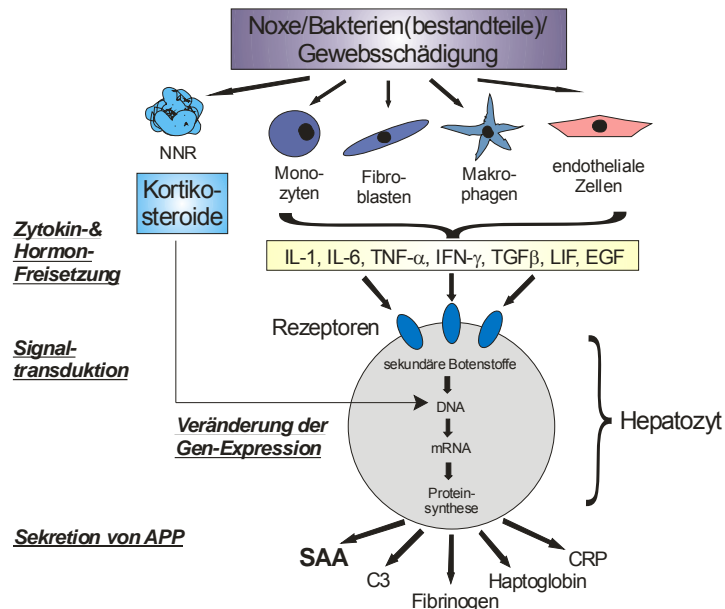 Noxe/Bakterien(bestandteile)/
Gewebsschädigung
NNR
Kortiko-
steroide
Mono-
zyten
Fibro-
blasten
Makro-
phagen
endotheliale
Zellen
Zytokin-&
Hormon-
Freisetzung
IL-1, IL-6, TNF-α, IFN-γ, TGFβ, LIF, EGF
Rezeptoren
Signal-
transduktion
sekundäre Botenstoffe
DNA
Veränderung der
Gen-Expression
mRNA
Protein-
synthese
Hepatozyt
Sekretion von APP
SAA
C3
Fibrinogen
Haptoglobin
CRP